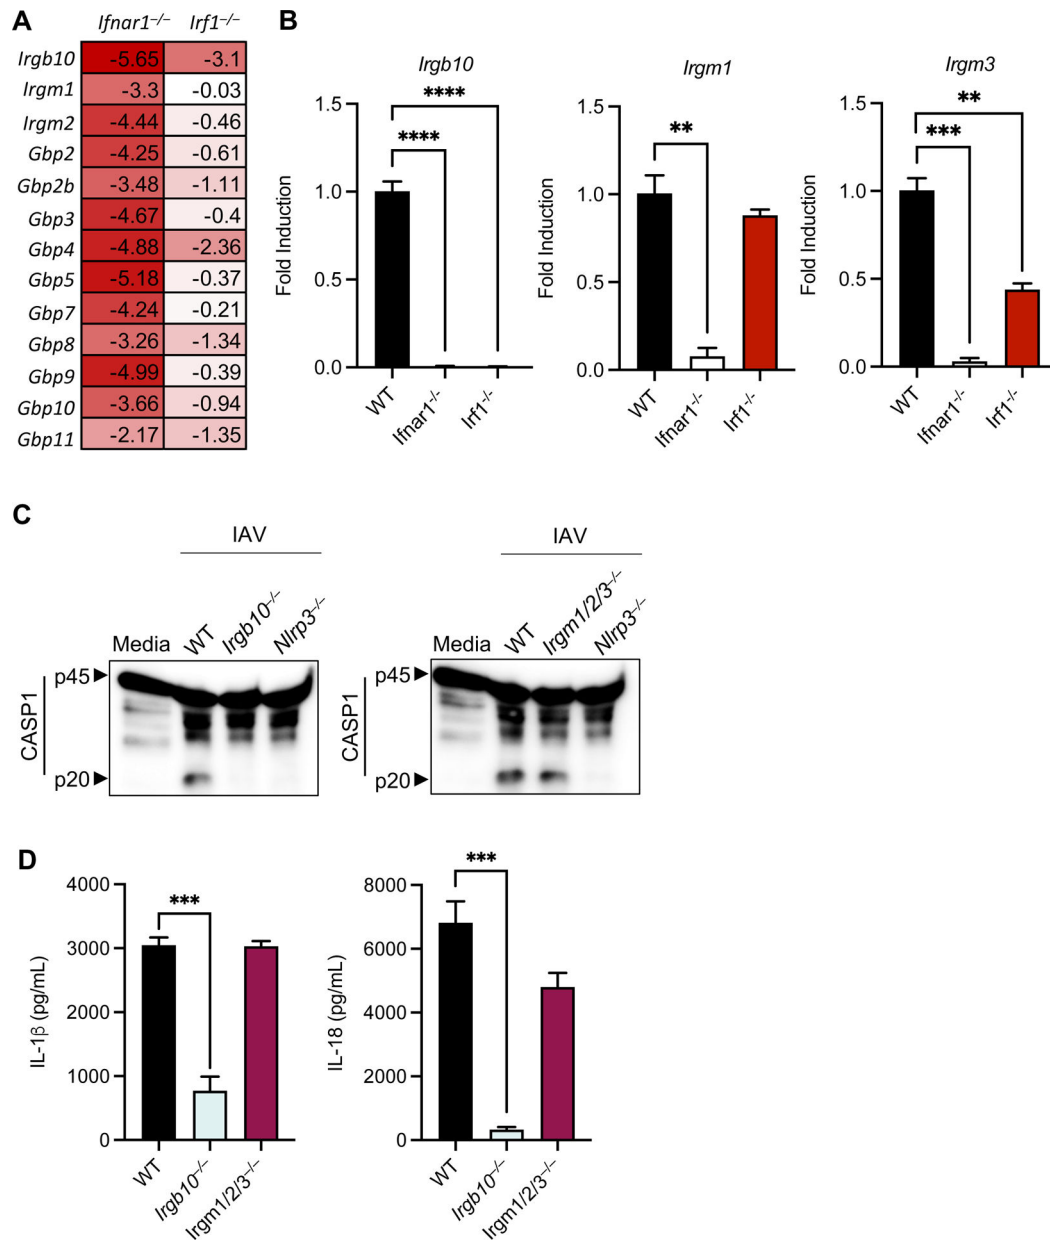 A
Ifnar1–/– Irf1–/–
Irgb10 -5.65 -3.1
Irgm1 -3.3 -0.03
Irgm2 -4.44 -0.46
Gbp2 -4.25 -0.61
Gbp2b -3.48 -1.11
Gbp3 -4.67 -0.4
Gbp4 -4.88 -2.36
Gbp5 -5.18 -0.37
Gbp7 -4.24 -0.21
Gbp8 -3.26 -1.34
Gbp9 -4.99 -0.39
Gbp10 -3.66 -0.94
Gbp11 -2.17 -1.35
B
Irgb10
Fold Induction
1.5
1.0
0.5
0.0
****
****
WT
Ifnar1-/-
Irf1-/-
Irgm1
Fold Induction
1.5
1.0
0.5
0.0
**
WT
Ifnar1-/-
Irf1-/-
Irgm3
Fold Induction
1.5
1.0
0.5
0.0
**
***
WT
Ifnar1-/-
Irf1-/-
C
IAV
Media
WT
Irgb10–/–
Nlrp3–/–
CASP1
p45
p20
IAV
Media
WT
Irgm1/2/3–/–
Nlrp3–/–
CASP1
p45
p20
D
IL-1β (pg/mL)
4000
3000
2000
1000
0
***
WT
Irgb10–/–
Irgm1/2/3–/–
IL-18 (pg/mL)
8000
6000
4000
2000
0
***
WT
Irgb10–/–
Irgm1/2/3–/–